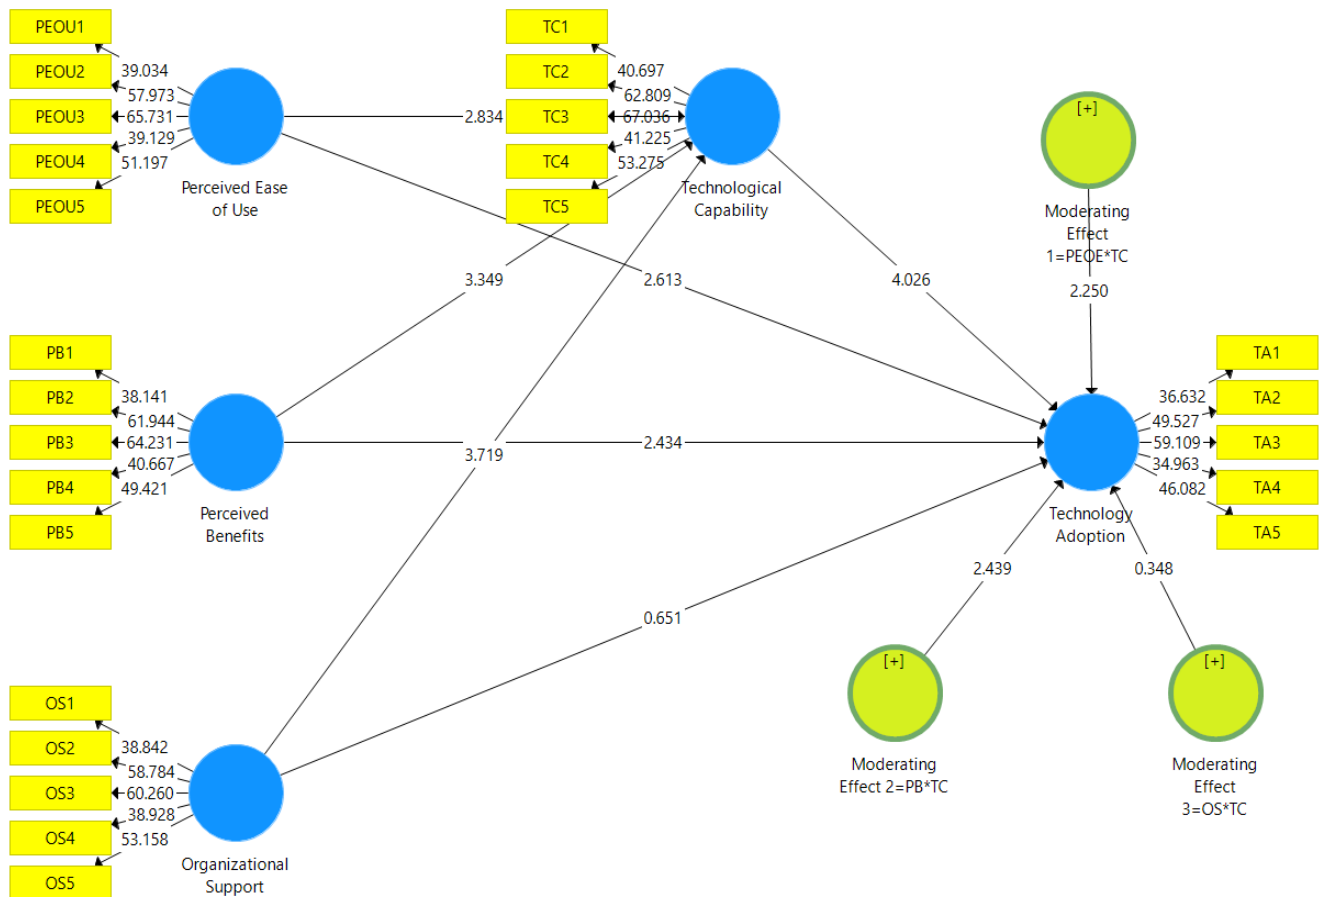 PEOU1
PEOU2
PEOU3
PEOU4
PEOU5
39.034
57.973
65.731
39.129
51.197
Perceived Ease
of Use
2.834
TC1
TC2
TC3
TC4
TC5
40.697
62.809
67.036
41.225
53.275
Technological
Capability
[+]
Moderating
Effect
1=PEOE*TC
2.250
3.349
2.613
4.026
PB1
PB2
PB3
PB4
PB5
38.141
61.944
64.231
40.667
49.421
Perceived
Benefits
3.719
2.434
TA1
TA2
TA3
TA4
TA5
36.632
49.527
59.109
34.963
46.082
Technology
Adoption
2.439
0.348
0.651
[+]
Moderating
Effect 2=PB*TC
[+]
Moderating
Effect
3=OS*TC
OS1
OS2
OS3
OS4
OS5
38.842
58.784
60.260
38.928
53.158
Organizational
Support